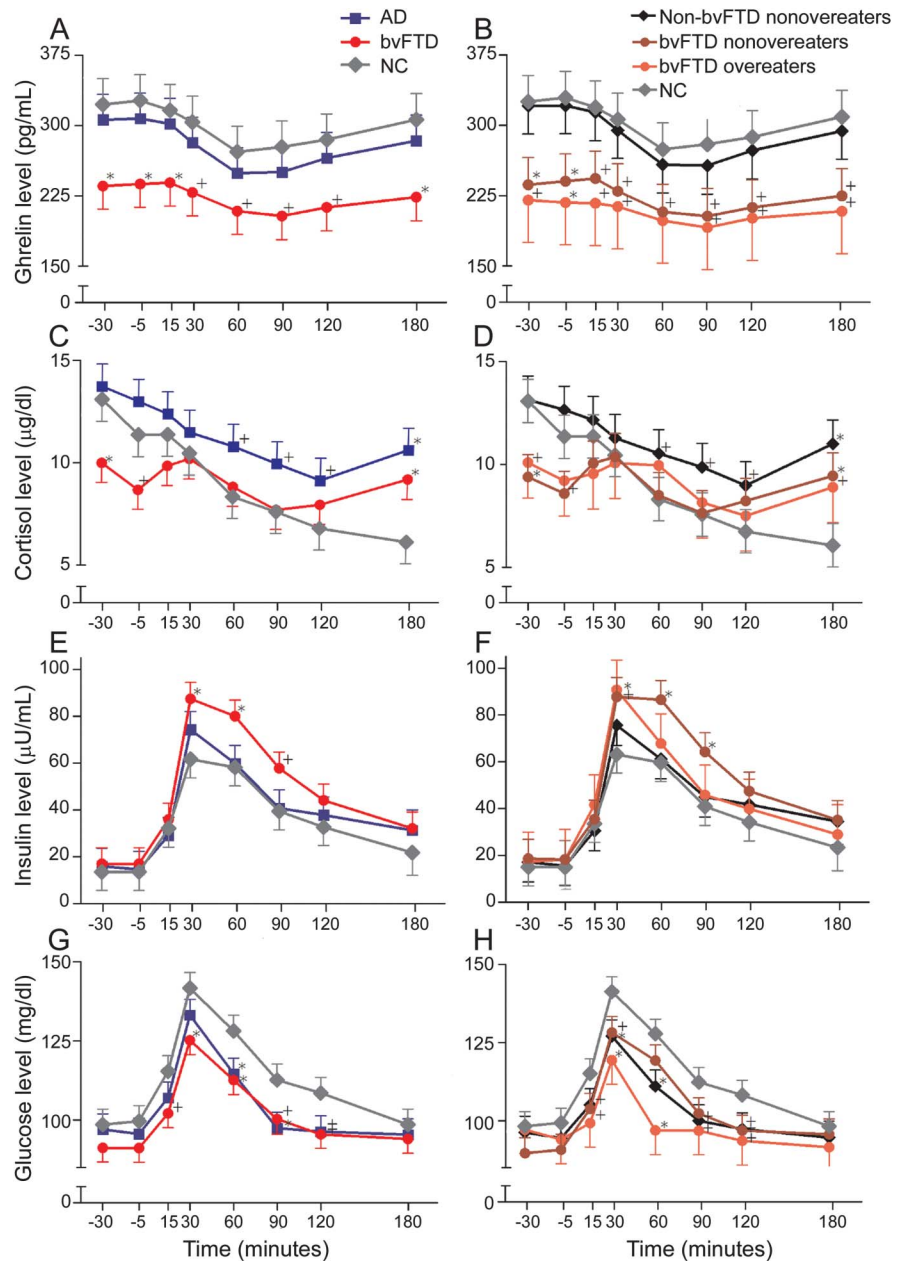 A
AD
bvFTD
NC
375
300
225
150
0
Ghrelin level (pg/mL)
* * * + + + + *
-30 -5 15 30 60 90 120 180
B
Non-bvFTD nonovereaters
bvFTD nonovereaters
bvFTD overeaters
NC
375
300
225
150
0
* * + + + + + +
+ * + + + + +
-30 -5 15 30 60 90 120 180
C
15
10
5
0
Cortisol level (μg/dl)
+ + + *
* + *
-30 -5 15 30 60 90 120 180
D
15
10
5
0
+ + + *
+ * + * +
-30 -5 15 30 60 90 120 180
E
100
80
60
40
20
0
Insulin level (μU/mL)
* * +
-30 -5 15 30 60 90 120 180
F
100
80
60
40
20
0
* + * *
-30 -5 15 30 60 90 120 180
G
150
125
100
0
Glucose level (mg/dl)
+ * * * + * + +
-30 -5 15 30 60 90 120 180
Time (minutes)
H
150
125
100
0
+ + + * * * * + + + +
-30 -5 15 30 60 90 120 180
Time (minutes)